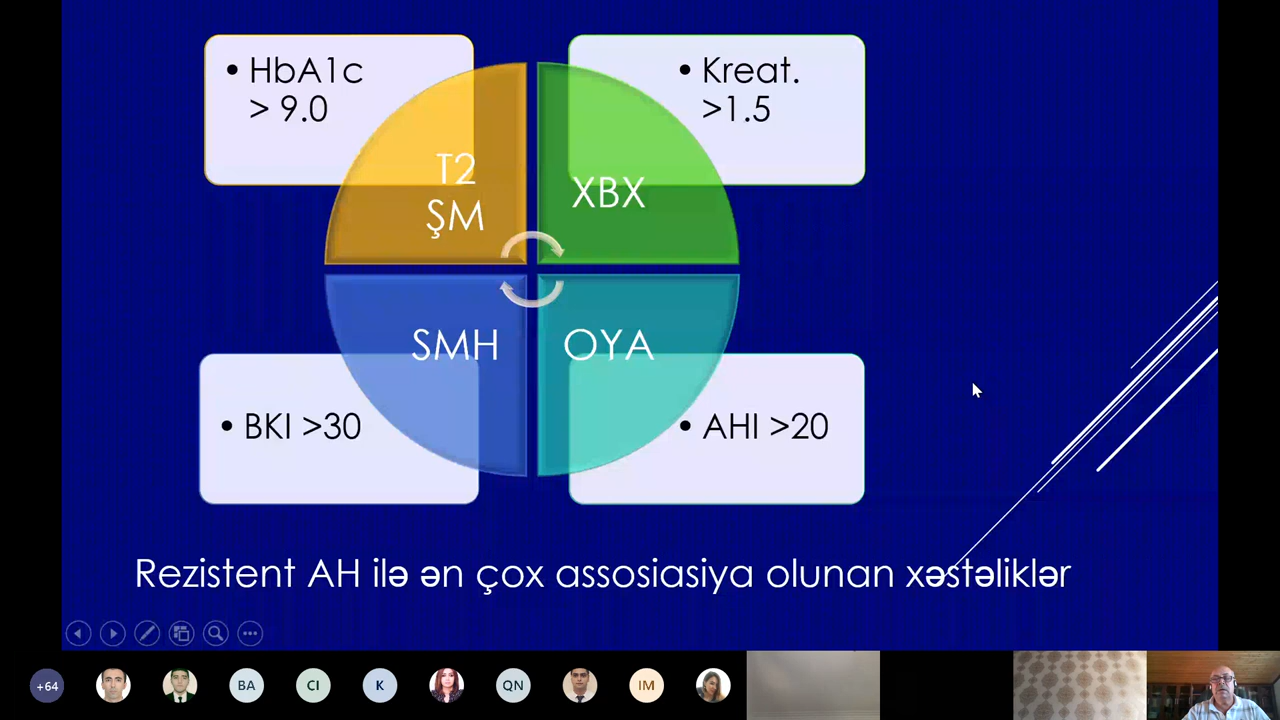 • HbA1c
> 9.0
• Kreat.
>1.5
T2
ŞM
XBX
SMH
OYA
• BKI >30
• AHI >20
Rezistent AH ilə ən çox assosiasiya olunan xəstəliklər
+64
BA
CI
K
QN
IM